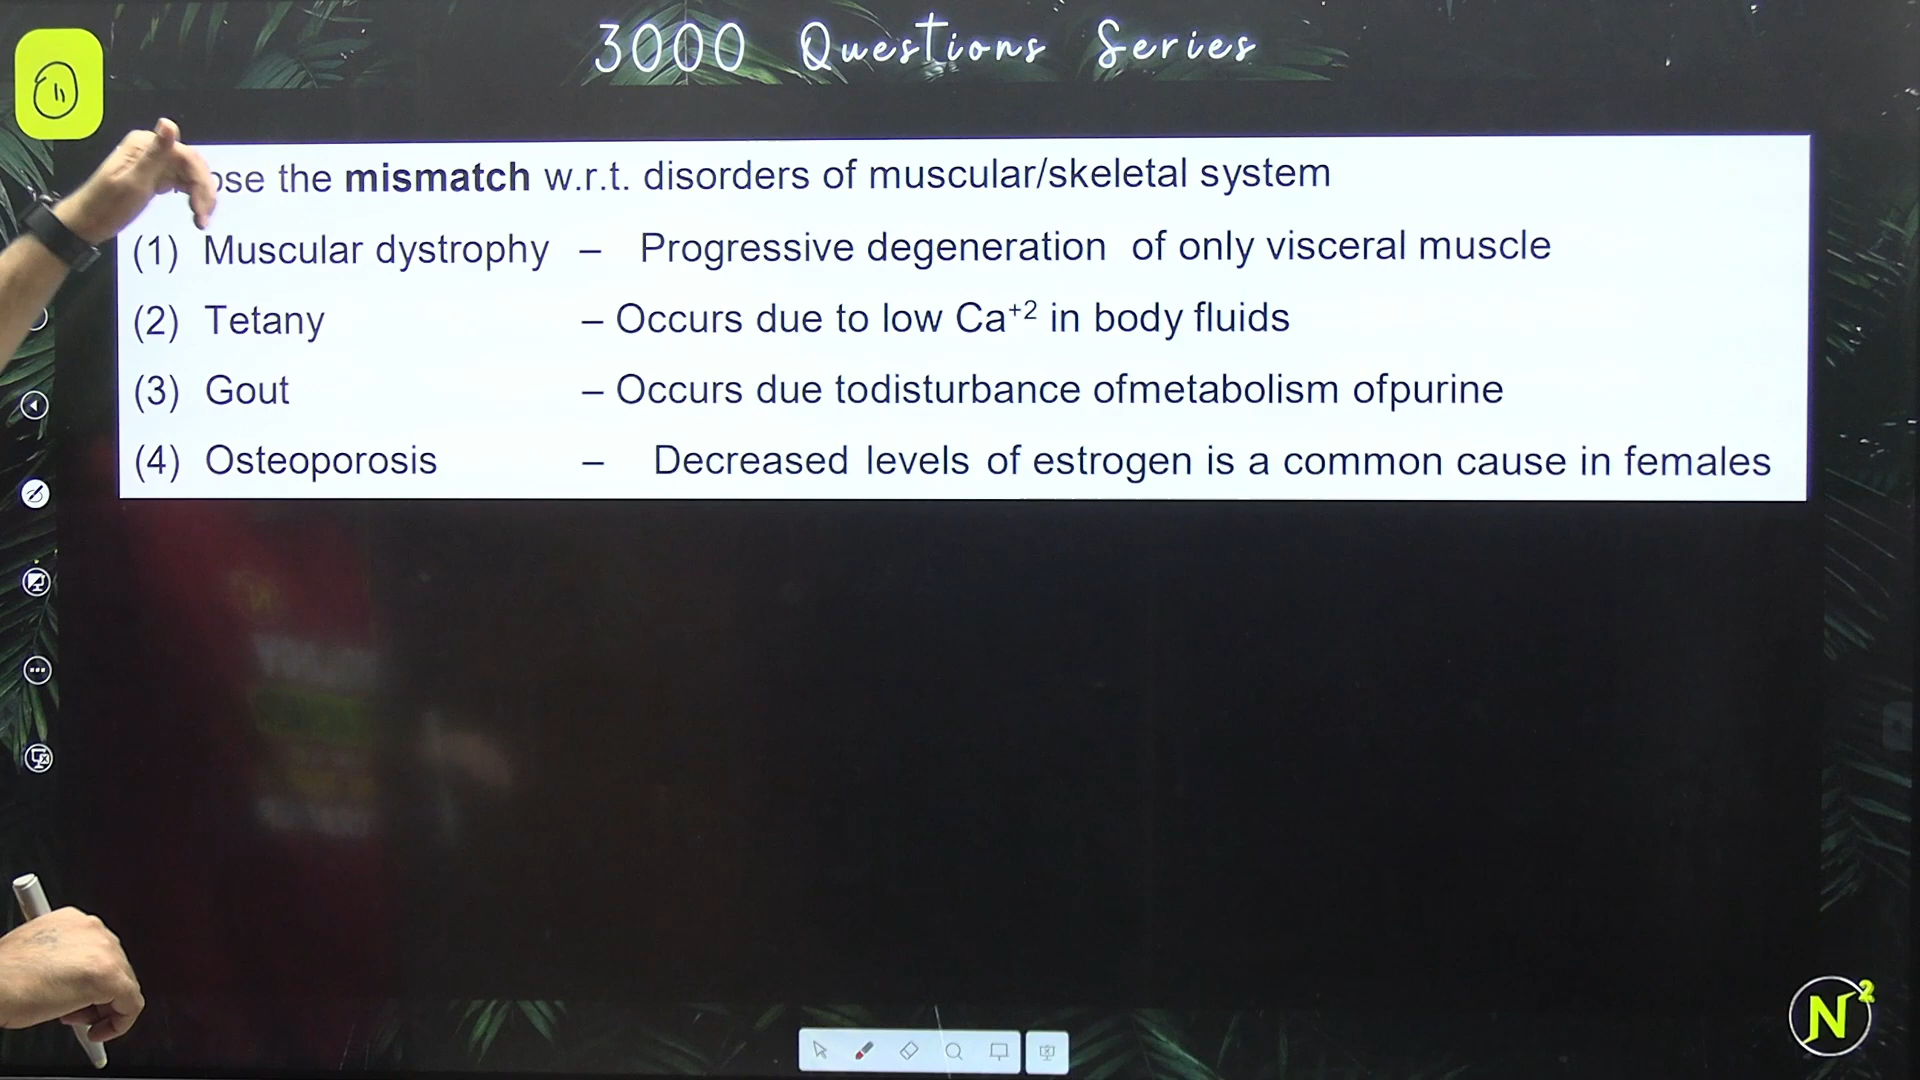 3000 Questions Series
11
ose the mismatch w.r.t. disorders of muscular/skeletal system
(1) Muscular dystrophy – Progressive degeneration of only visceral muscle
(2) Tetany – Occurs due to low Ca⁺² in body fluids
(3) Gout – Occurs due todisturbance ofmetabolism ofpurine
(4) Osteoporosis – Decreased levels of estrogen is a common cause in females
N²